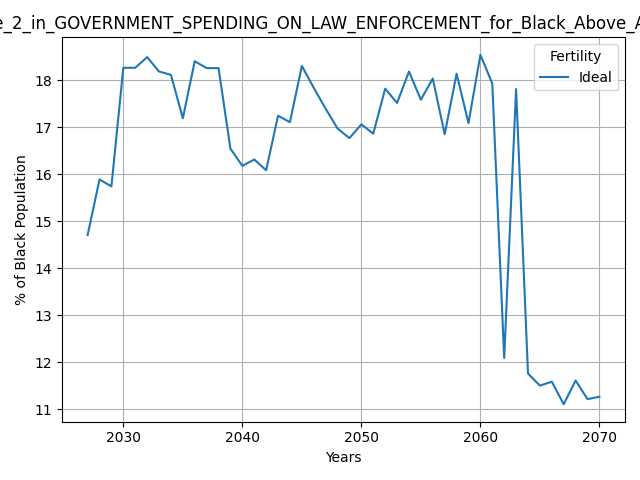 e_2_in_GOVERNMENT_SPENDING_ON_LAW_ENFORCEMENT_for_Black_Above_A
Fertility
Ideal
18
17
16
15
14
13
12
11
% of Black Population
2030
2040
2050
2060
2070
Years